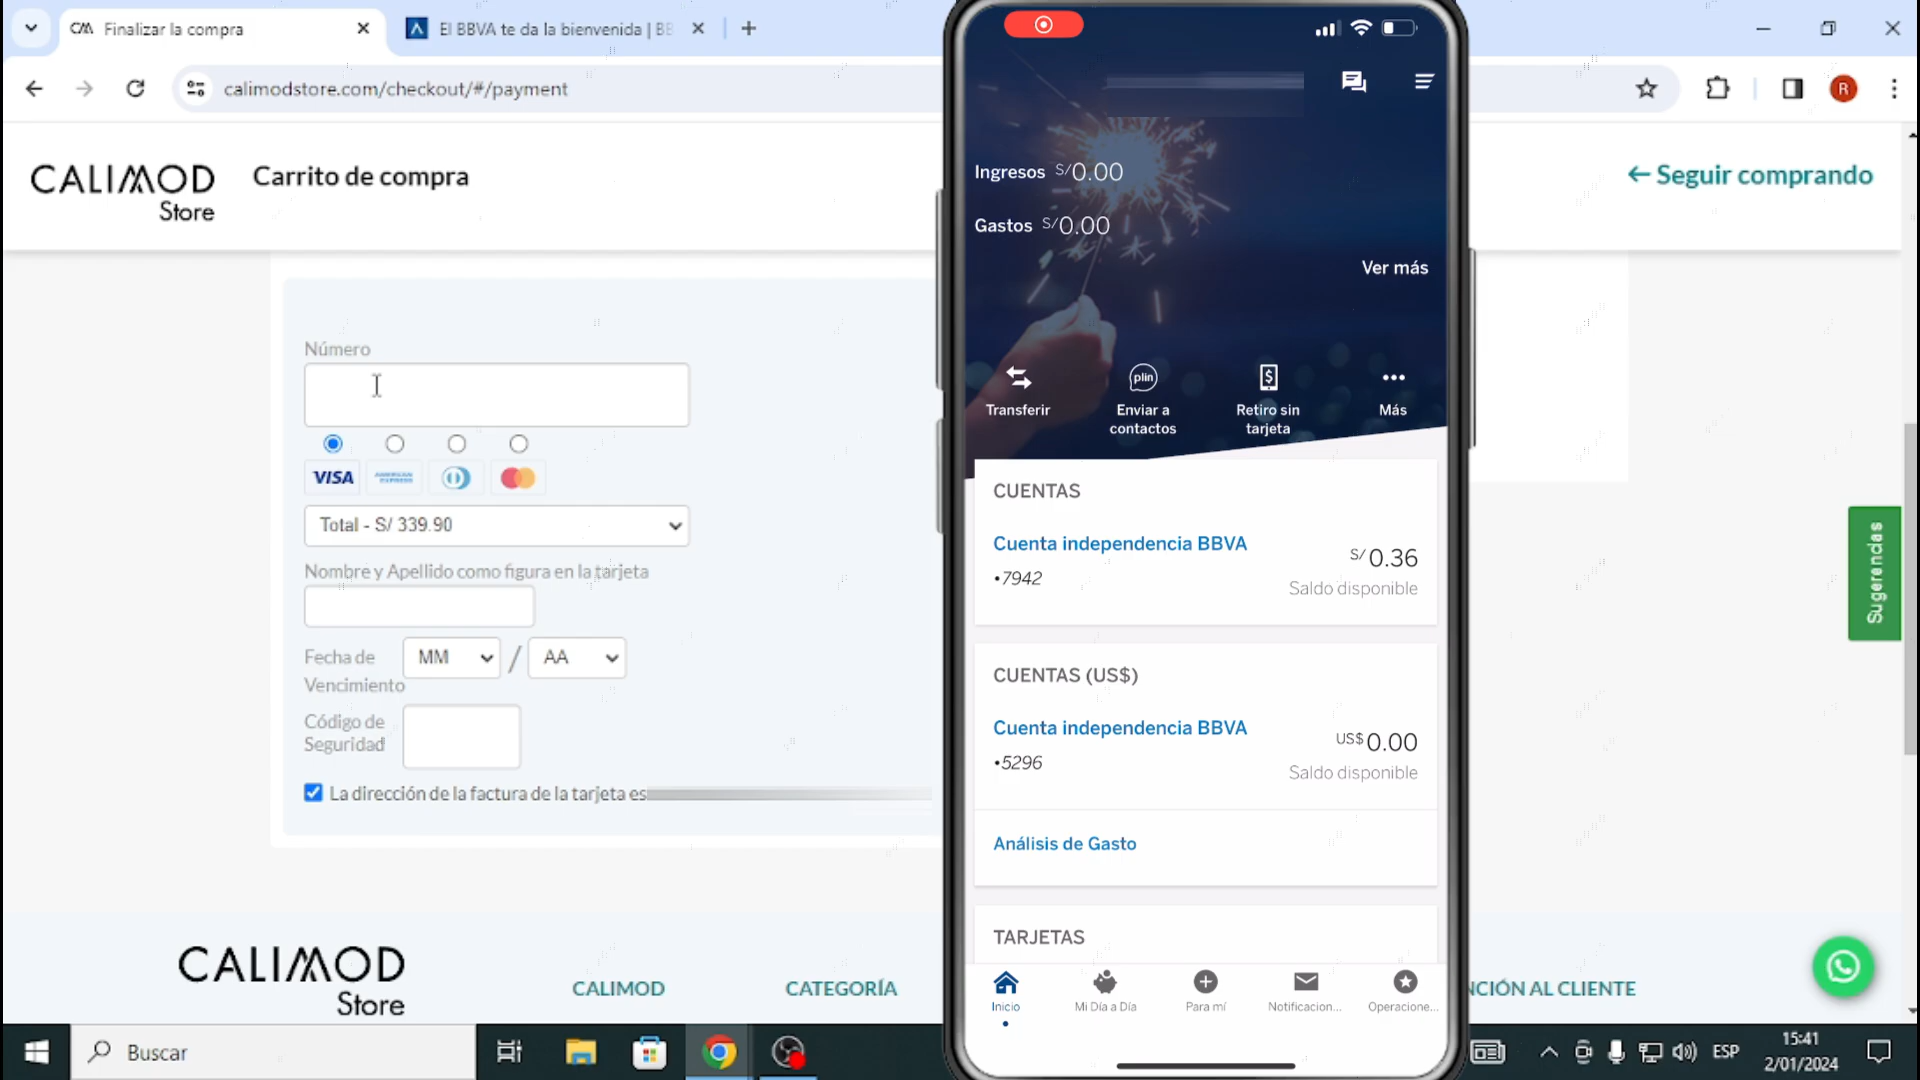 Finalizar la compra
El BBVA te da la bienvenida | BB
calimodstore.com/checkout/#/payment
R
CALIMOD
Store
Carrito de compra
← Seguir comprando
Número
VISA
AMERICAN EXPRESS
Total - S/ 339.90
Nombre y Apellido como figura en la tarjeta
Fecha de
Vencimiento
MM / AA
Código de
Seguridad
La dirección de la factura de la tarjeta es
Sugerencias
CALIMOD
Store
CALIMOD
CATEGORÍA
NCIÓN AL CLIENTE
Ingresos S/0.00
Gastos S/0.00
Ver más
plin
Transferir
Enviar a
contactos
Retiro sin
tarjeta
Más
CUENTAS
Cuenta independencia BBVA
•7942
S/0.36
Saldo disponible
CUENTAS (US$)
Cuenta independencia BBVA
•5296
US$0.00
Saldo disponible
Análisis de Gasto
TARJETAS
Inicio
Mi Día a Día
Para mí
Notificacion...
Operacione...
Buscar
ESP
15:41
2/01/2024